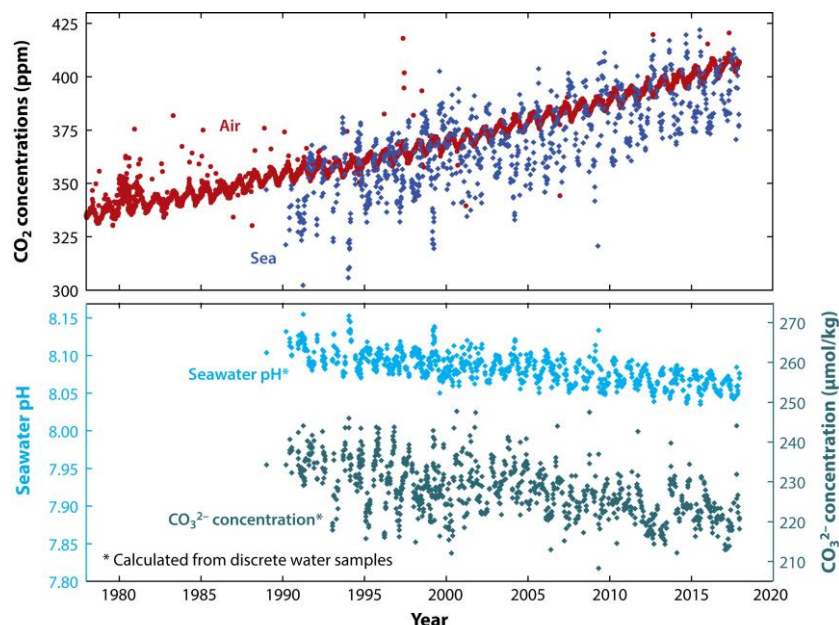 425
400
375
350
325
300
CO₂ concentrations (ppm)
Air
Sea
8.15
8.10
8.05
8.00
7.95
7.90
7.85
7.80
Seawater pH
Seawater pH*
CO₃²⁻ concentration*
* Calculated from discrete water samples
270
260
250
240
230
220
210
CO₃²⁻ concentration (μmol/kg)
1980 1985 1990 1995 2000 2005 2010 2015 2020
Year